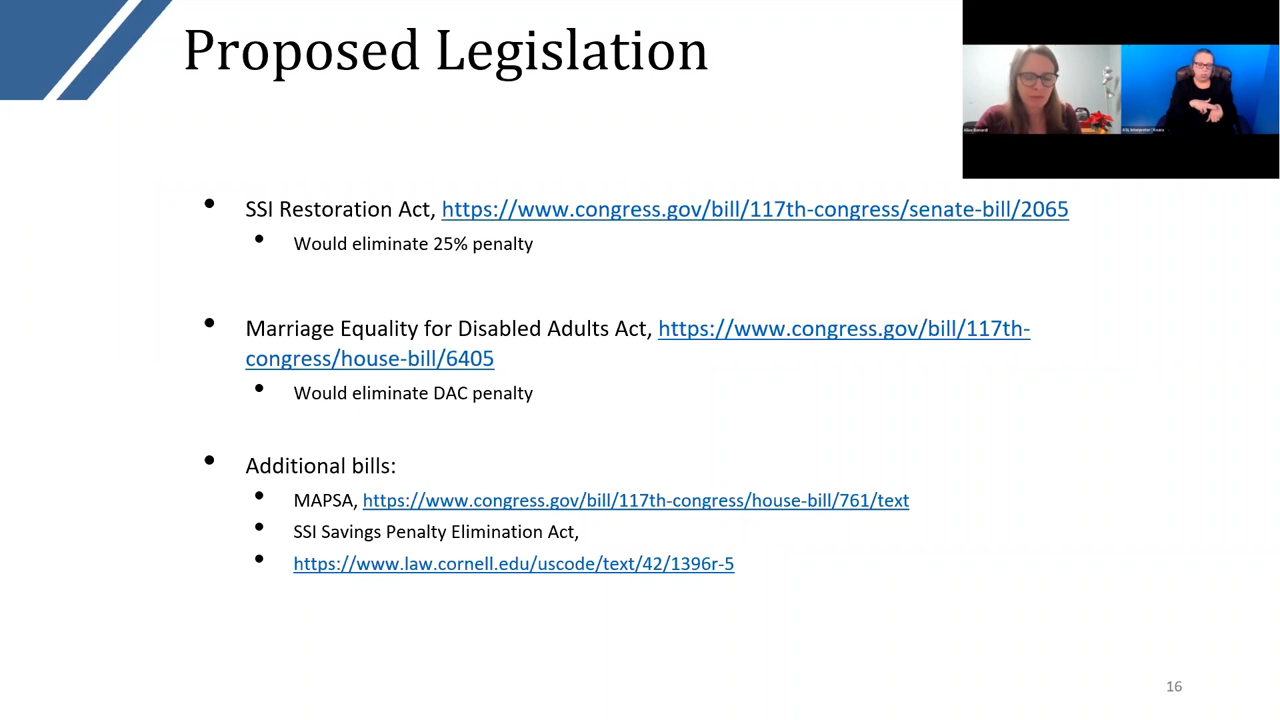 Proposed Legislation
SSI Restoration Act, https://www.congress.gov/bill/117th-congress/senate-bill/2065
Would eliminate 25% penalty
Marriage Equality for Disabled Adults Act, https://www.congress.gov/bill/117th-
congress/house-bill/6405
Would eliminate DAC penalty
Additional bills:
MAPSA, https://www.congress.gov/bill/117th-congress/house-bill/761/text
SSI Savings Penalty Elimination Act,
https://www.law.cornell.edu/uscode/text/42/1396r-5
16
ASL Interpreter